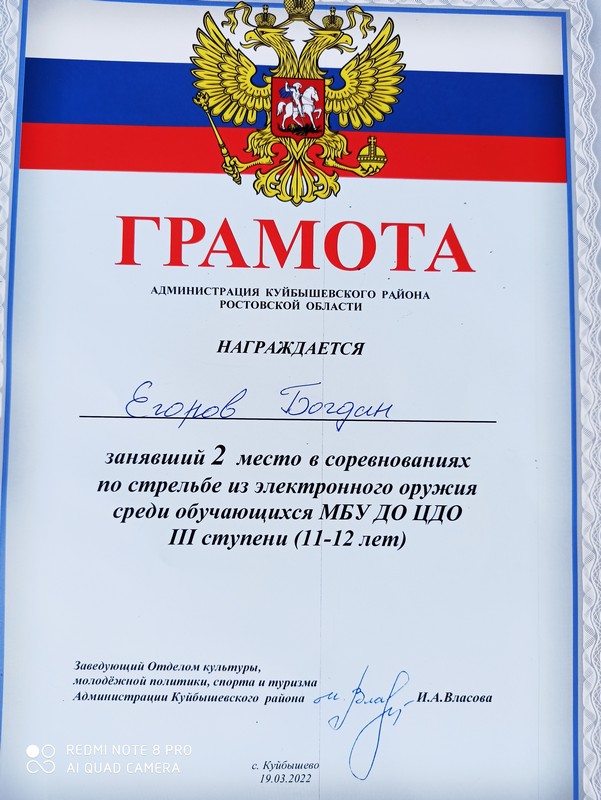 ГРАМОТА
АДМИНИСТРАЦИЯ КУЙБЫШЕВСКОГО РАЙОНА
РОСТОВСКОЙ ОБЛАСТИ
НАГРАЖДАЕТСЯ
Егоров Богдан
занявший 2 место в соревнованиях
по стрельбе из электронного оружия
среди обучающихся МБУ ДО ЦДО
III ступени (11-12 лет)
Заведующий Отделом культуры,
молодёжной политики, спорта и туризма
Администрации Куйбышевского района И.А.Власова
с. Куйбышево
19.03.2022
REDMI NOTE 8 PRO
AI QUAD CAMERA